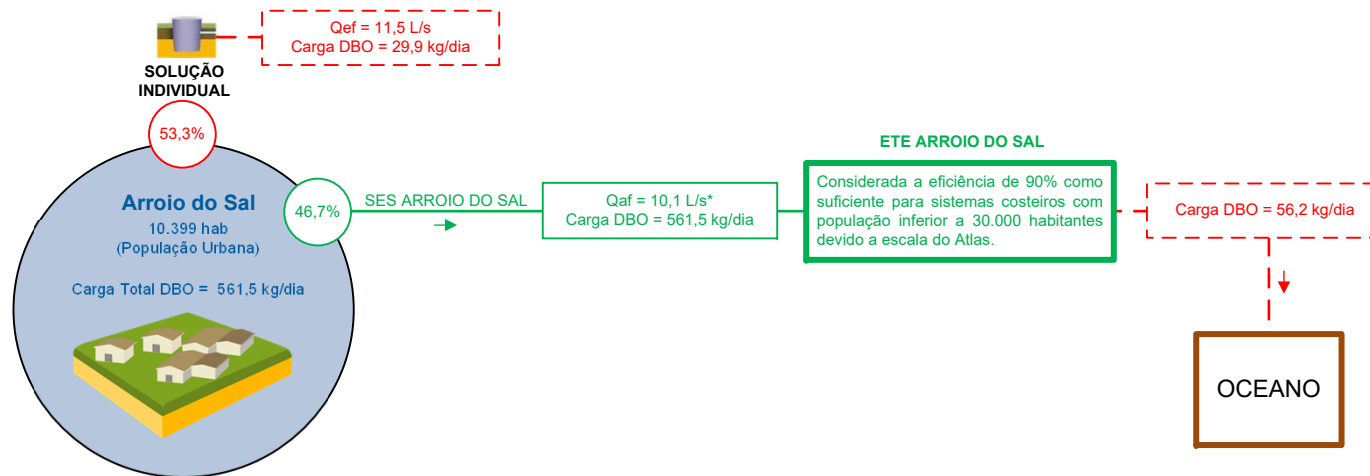 Qef = 11,5 L/s
Carga DBO = 29,9 kg/dia
SOLUÇÃO
INDIVIDUAL
53,3%
Arroio do Sal
10.399 hab
(População Urbana)
Carga Total DBO = 561,5 kg/dia
46,7%
SES ARROIO DO SAL
Qaf = 10,1 L/s*
Carga DBO = 561,5 kg/dia
ETE ARROIO DO SAL
Considerada a eficiência de 90% como
suficiente para sistemas costeiros com
população inferior a 30.000 habitantes
devido a escala do Atlas.
Carga DBO = 56,2 kg/dia
OCEANO